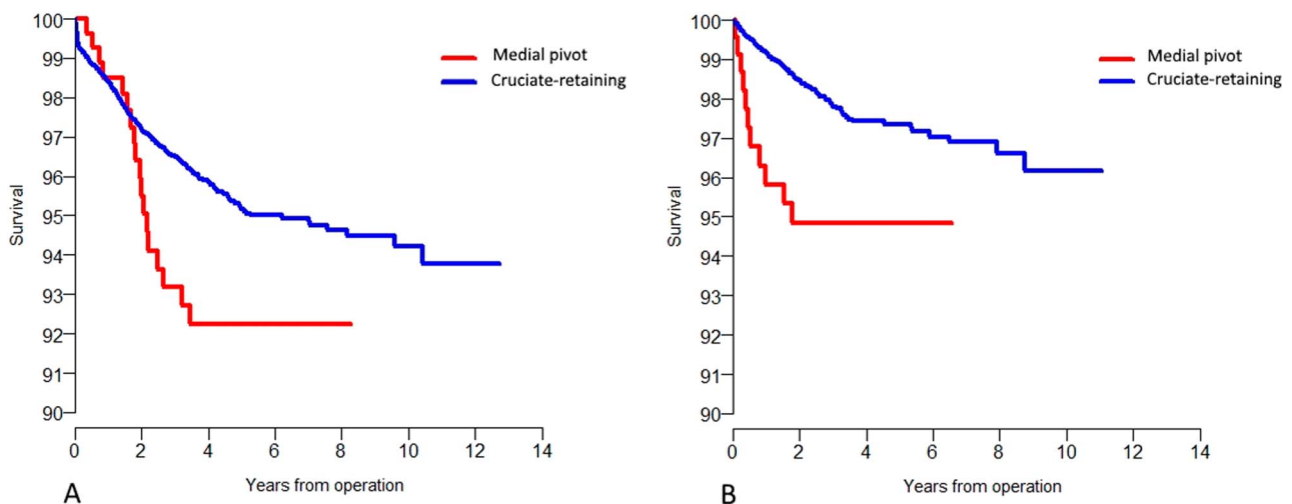 100
99
98
97
96
95
94
93
92
91
90
Survival
0 2 4 6 8 10 12 14
Years from operation
Medial pivot
Cruciate-retaining
A
100
99
98
97
96
95
94
93
92
91
90
Survival
0 2 4 6 8 10 12 14
Years from operation
Medial pivot
Cruciate-retaining
B